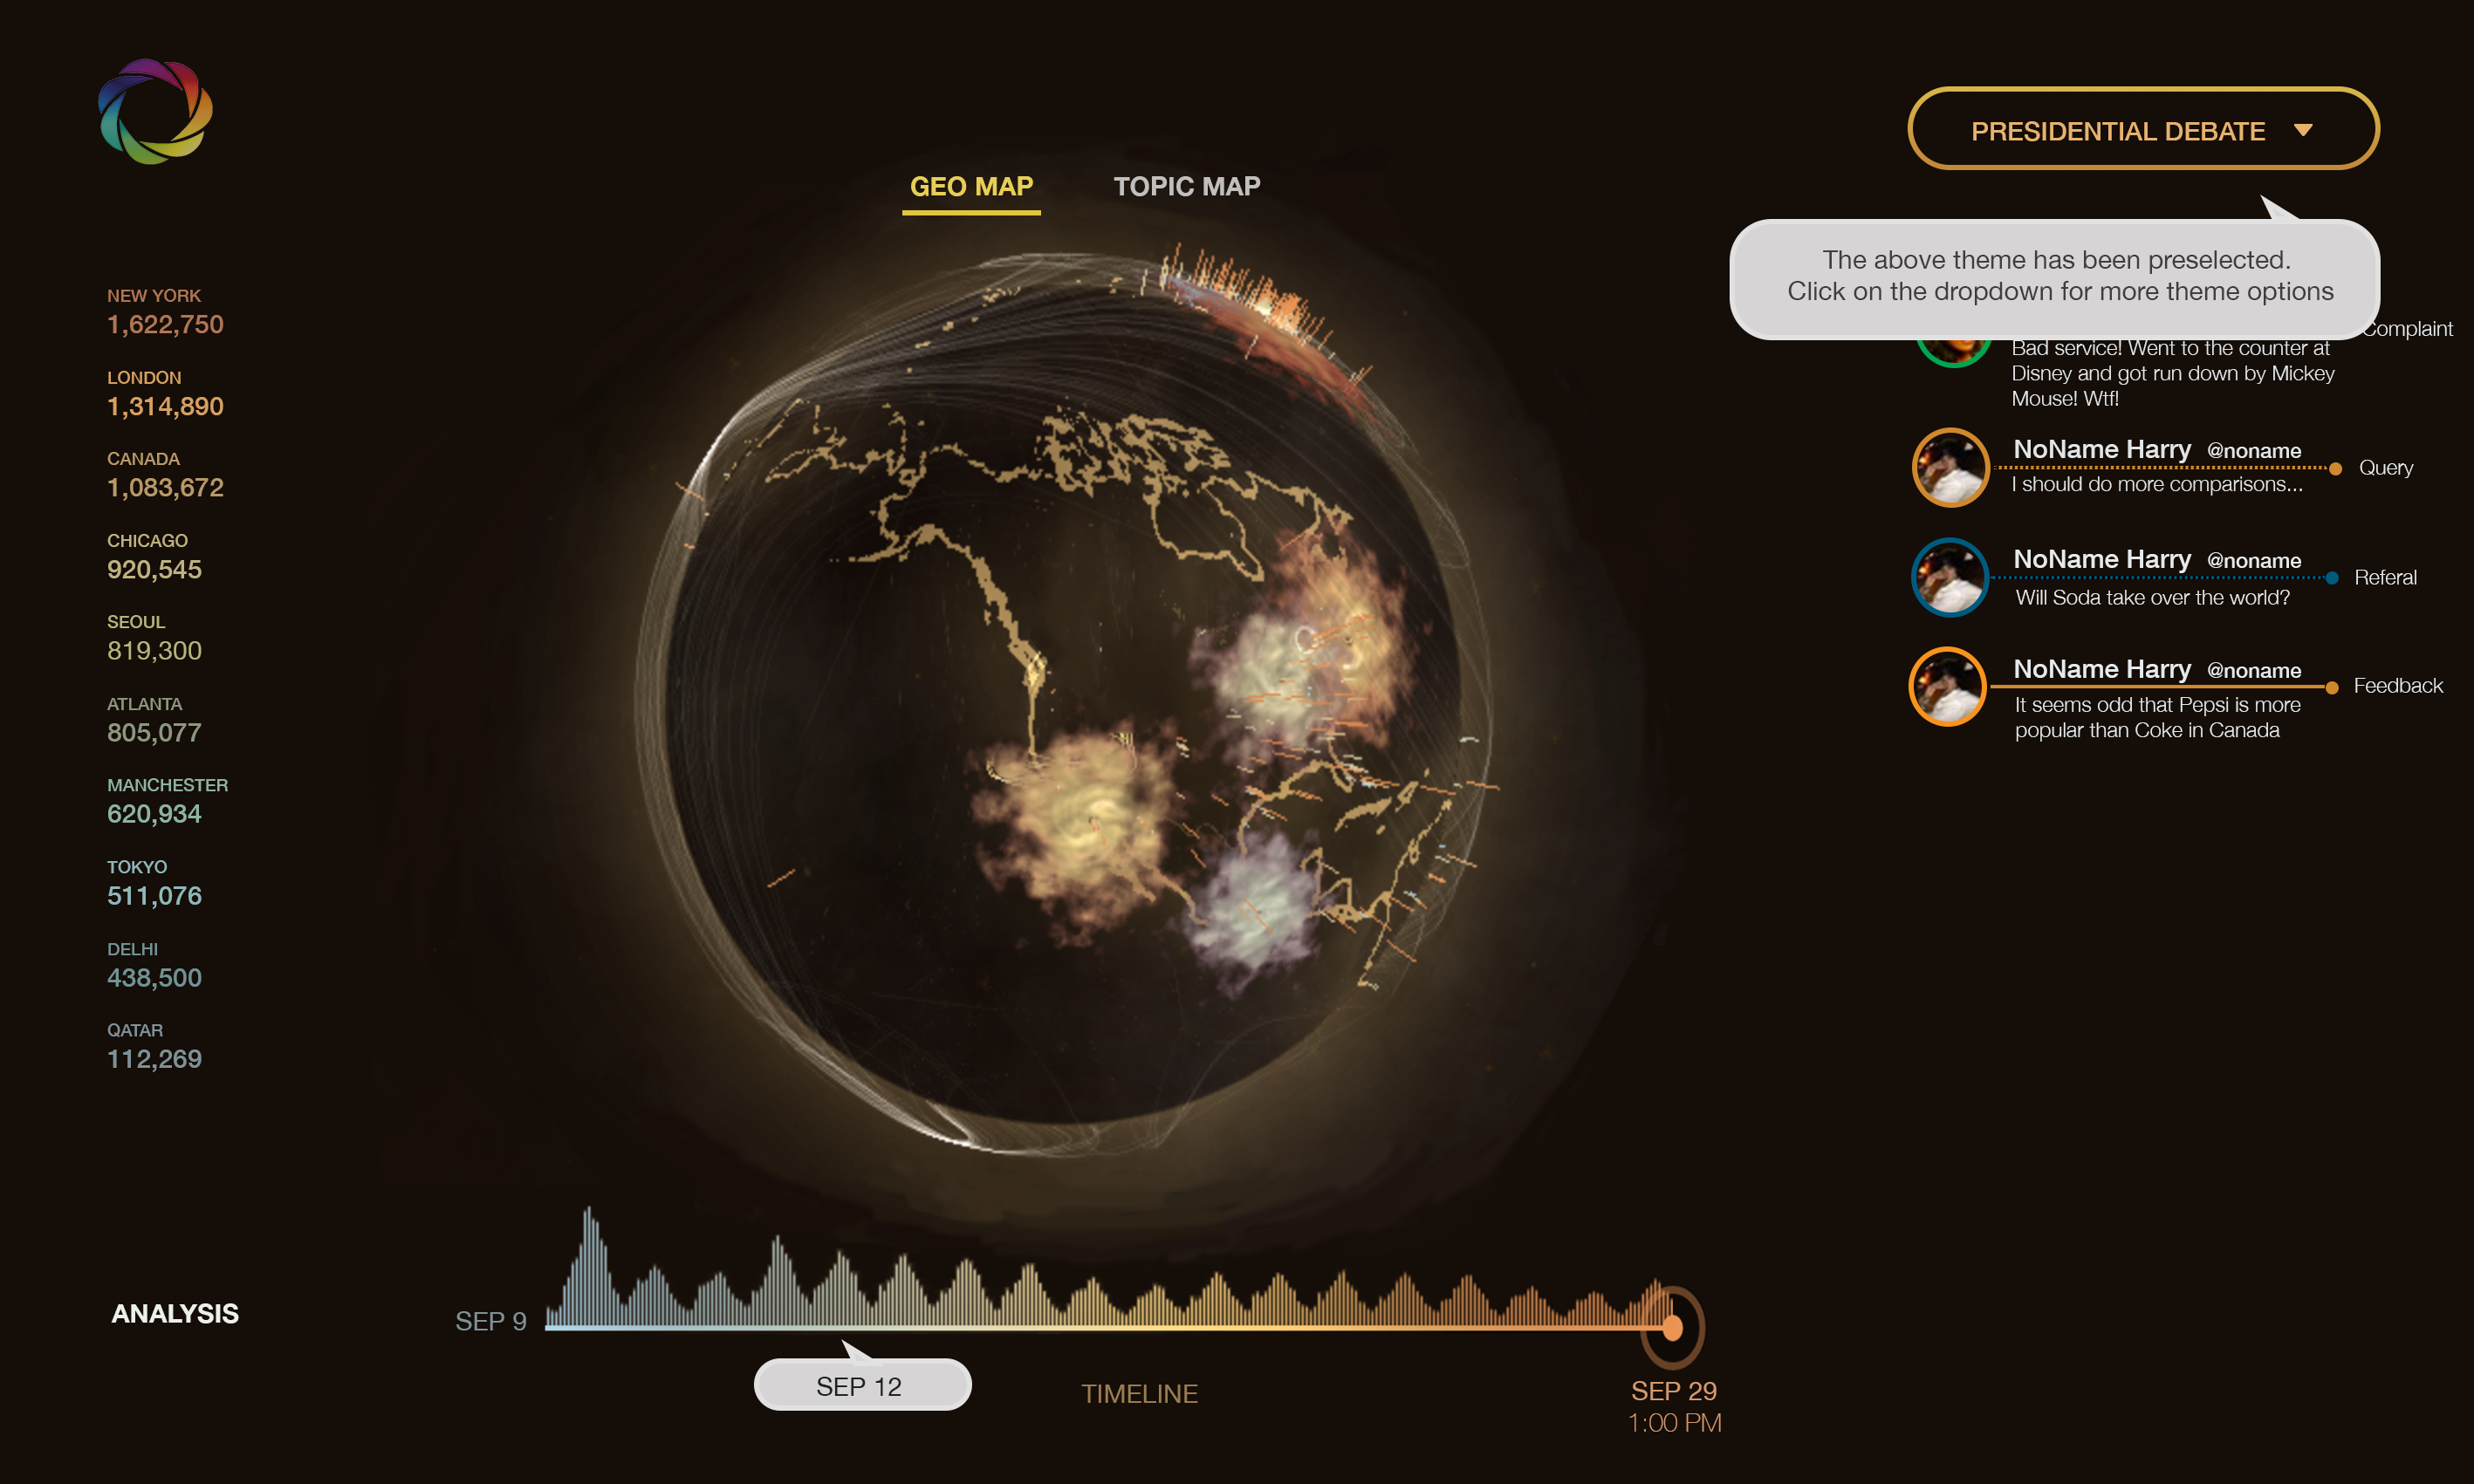 PRESIDENTIAL DEBATE
GEO MAP
TOPIC MAP
The above theme has been preselected.
Click on the dropdown for more theme options
NEW YORK
1,622,750
LONDON
1,314,890
CANADA
1,083,672
CHICAGO
920,545
SEOUL
819,300
ATLANTA
805,077
MANCHESTER
620,934
TOKYO
511,076
DELHI
438,500
QATAR
112,269
Complaint
Bad service! Went to the counter at
Disney and got run down by Mickey
Mouse! Wtf!
NoName Harry @noname
Query
I should do more comparisons...
NoName Harry @noname
Referal
Will Soda take over the world?
NoName Harry @noname
Feedback
It seems odd that Pepsi is more
popular than Coke in Canada
ANALYSIS
SEP 9
SEP 12
TIMELINE
SEP 29
1:00 PM